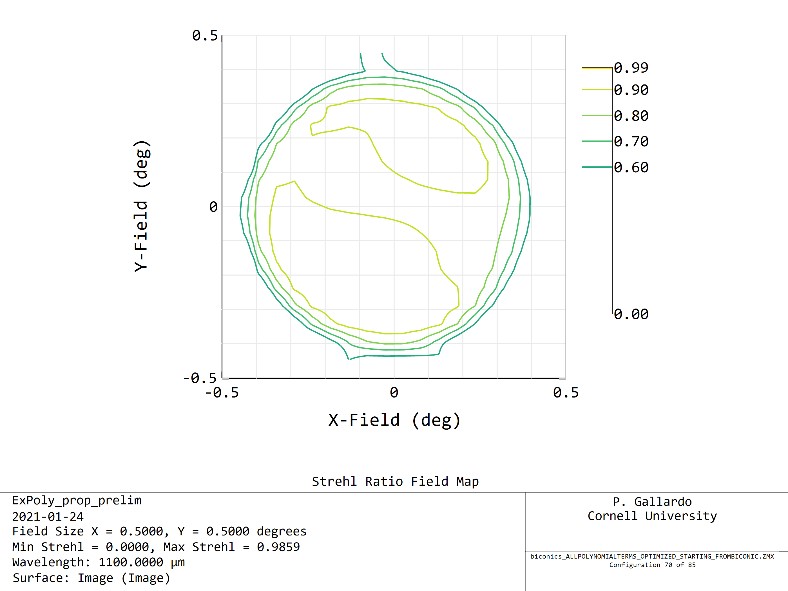 0.5
0
-0.5
Y-Field (deg)
-0.5 0 0.5
X-Field (deg)
0.99
0.90
0.80
0.70
0.60
0.00
Strehl Ratio Field Map
ExPoly_prop_prelim
2021-01-24
Field Size X = 0.5000, Y = 0.5000 degrees
Min Strehl = 0.0000, Max Strehl = 0.9859
Wavelength: 1100.0000 µm
Surface: Image (Image)
P. Gallardo
Cornell University
biconics_ALLPOLYNOMIALTERMS_OPTIMIZED_STARTING_FROMBICONIC.ZMX
Configuration 70 of 85